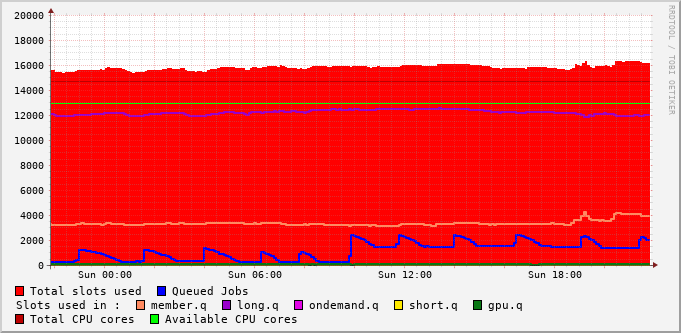 20000
18000
16000
14000
12000
10000
8000
6000
4000
2000
0
Sun 00:00 Sun 06:00 Sun 12:00 Sun 18:00
RRDTOOL / TOBI OETIKER
Total slots used Queued Jobs
Slots used in : member.q long.q ondemand.q short.q gpu.q
Total CPU cores Available CPU cores